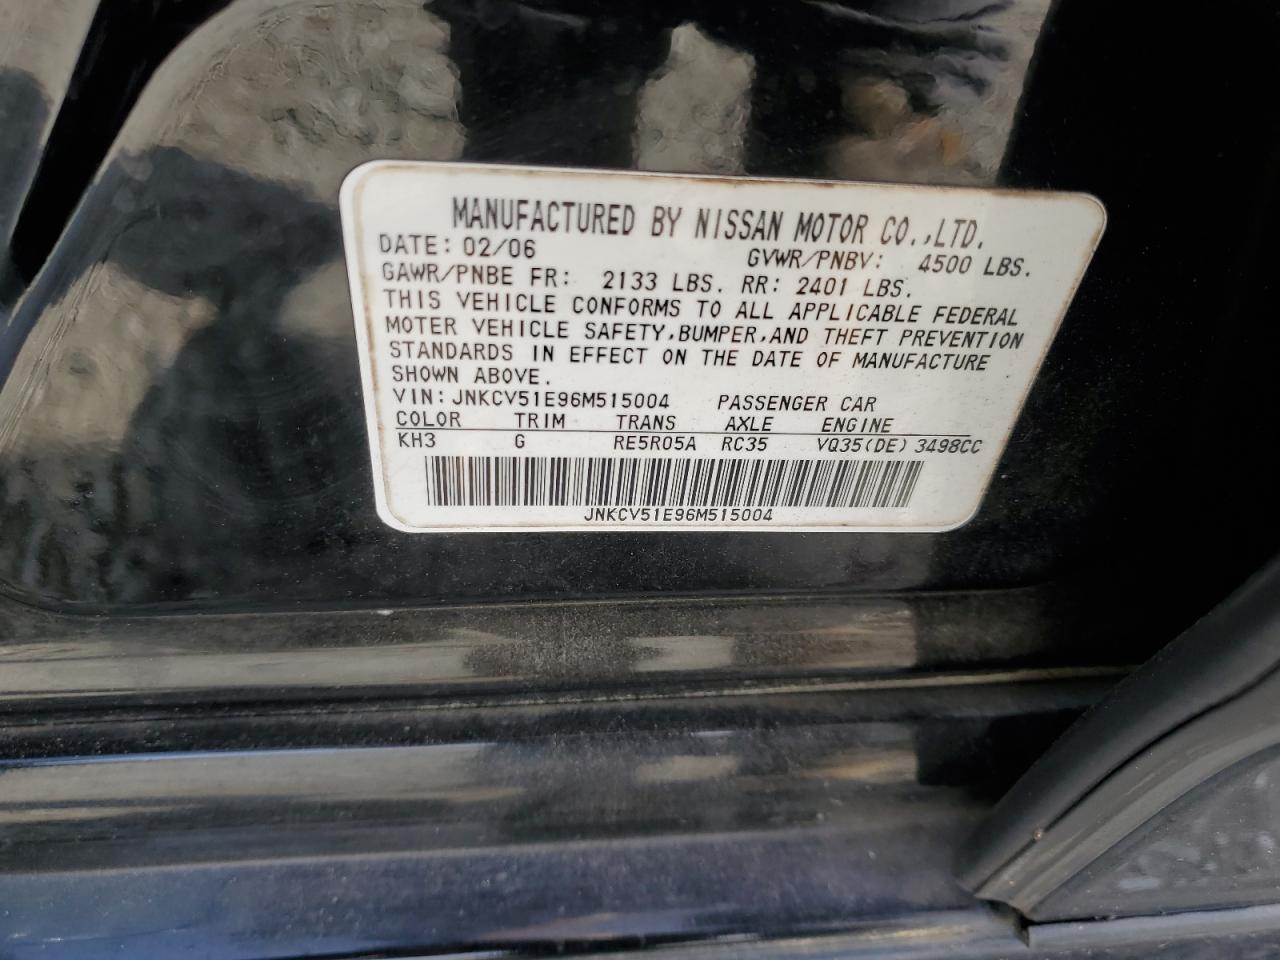 MANUFACTURED BY NISSAN MOTOR CO.,LTD.
DATE: 02/06 GVWR/PNBV: 4500 LBS.
GAWR/PNBE FR: 2133 LBS. RR: 2401 LBS.
THIS VEHICLE CONFORMS TO ALL APPLICABLE FEDERAL
MOTER VEHICLE SAFETY,BUMPER,AND THEFT PREVENTION
STANDARDS IN EFFECT ON THE DATE OF MANUFACTURE
SHOWN ABOVE.
VIN: JNKCV51E96M515004 PASSENGER CAR
COLOR TRIM TRANS AXLE ENGINE
KH3 G RE5R05A RC35 VQ35(DE) 3498CC
JNKCV51E96M515004